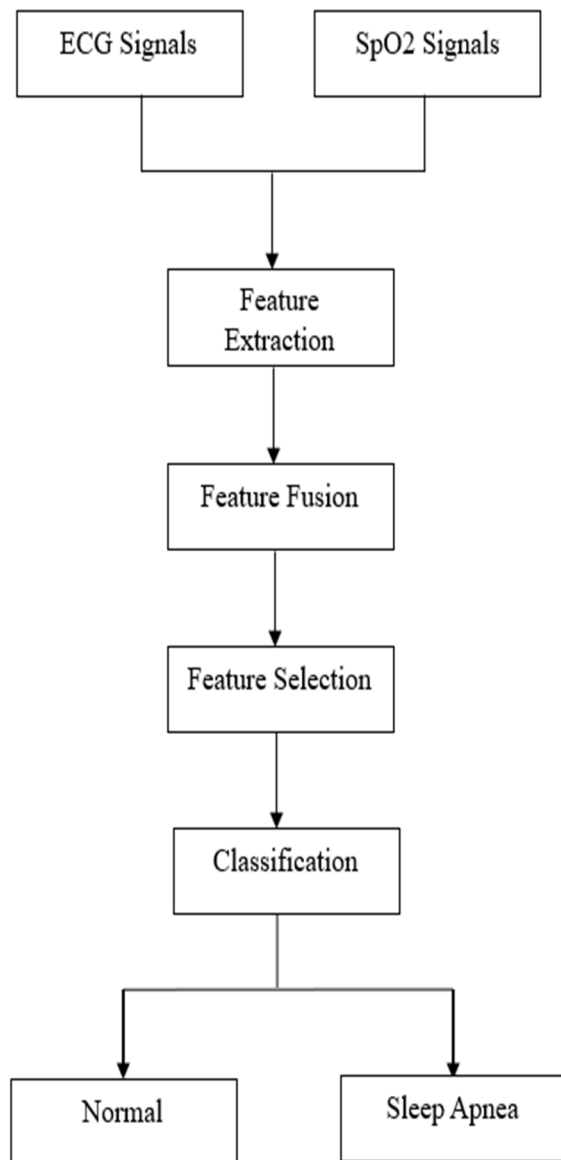 ECG Signals
SpO2 Signals
Feature
Extraction
Feature Fusion
Feature Selection
Classification
Normal
Sleep Apnea